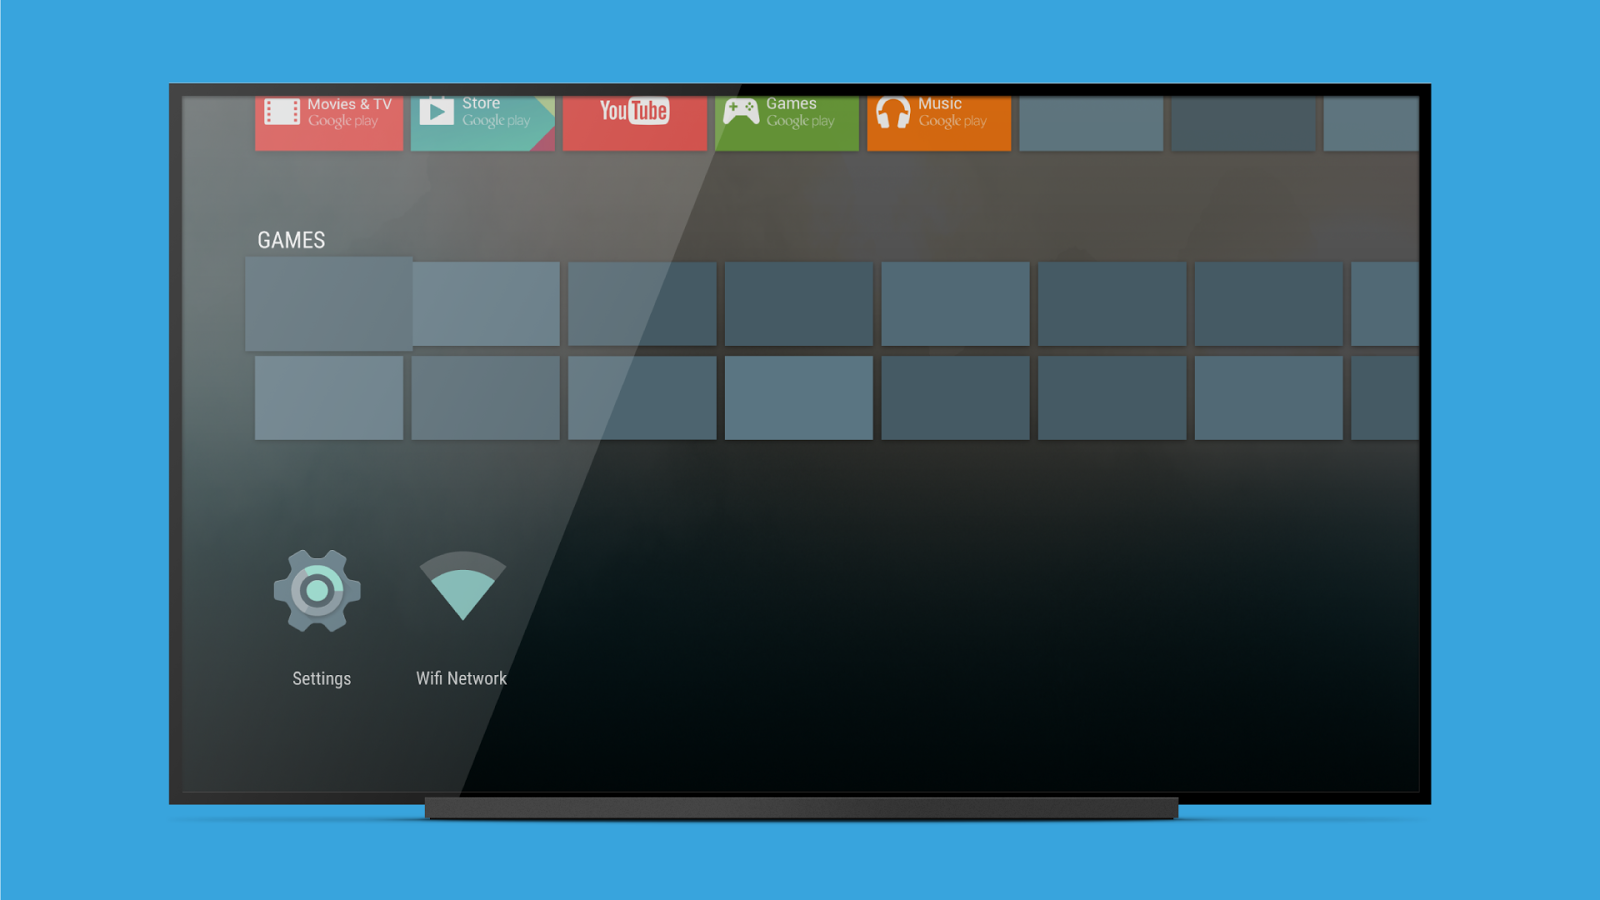 Movies & TV
Google play
Store
Google play
YouTube
Games
Google play
Music
Google play
GAMES
Settings
Wifi Network